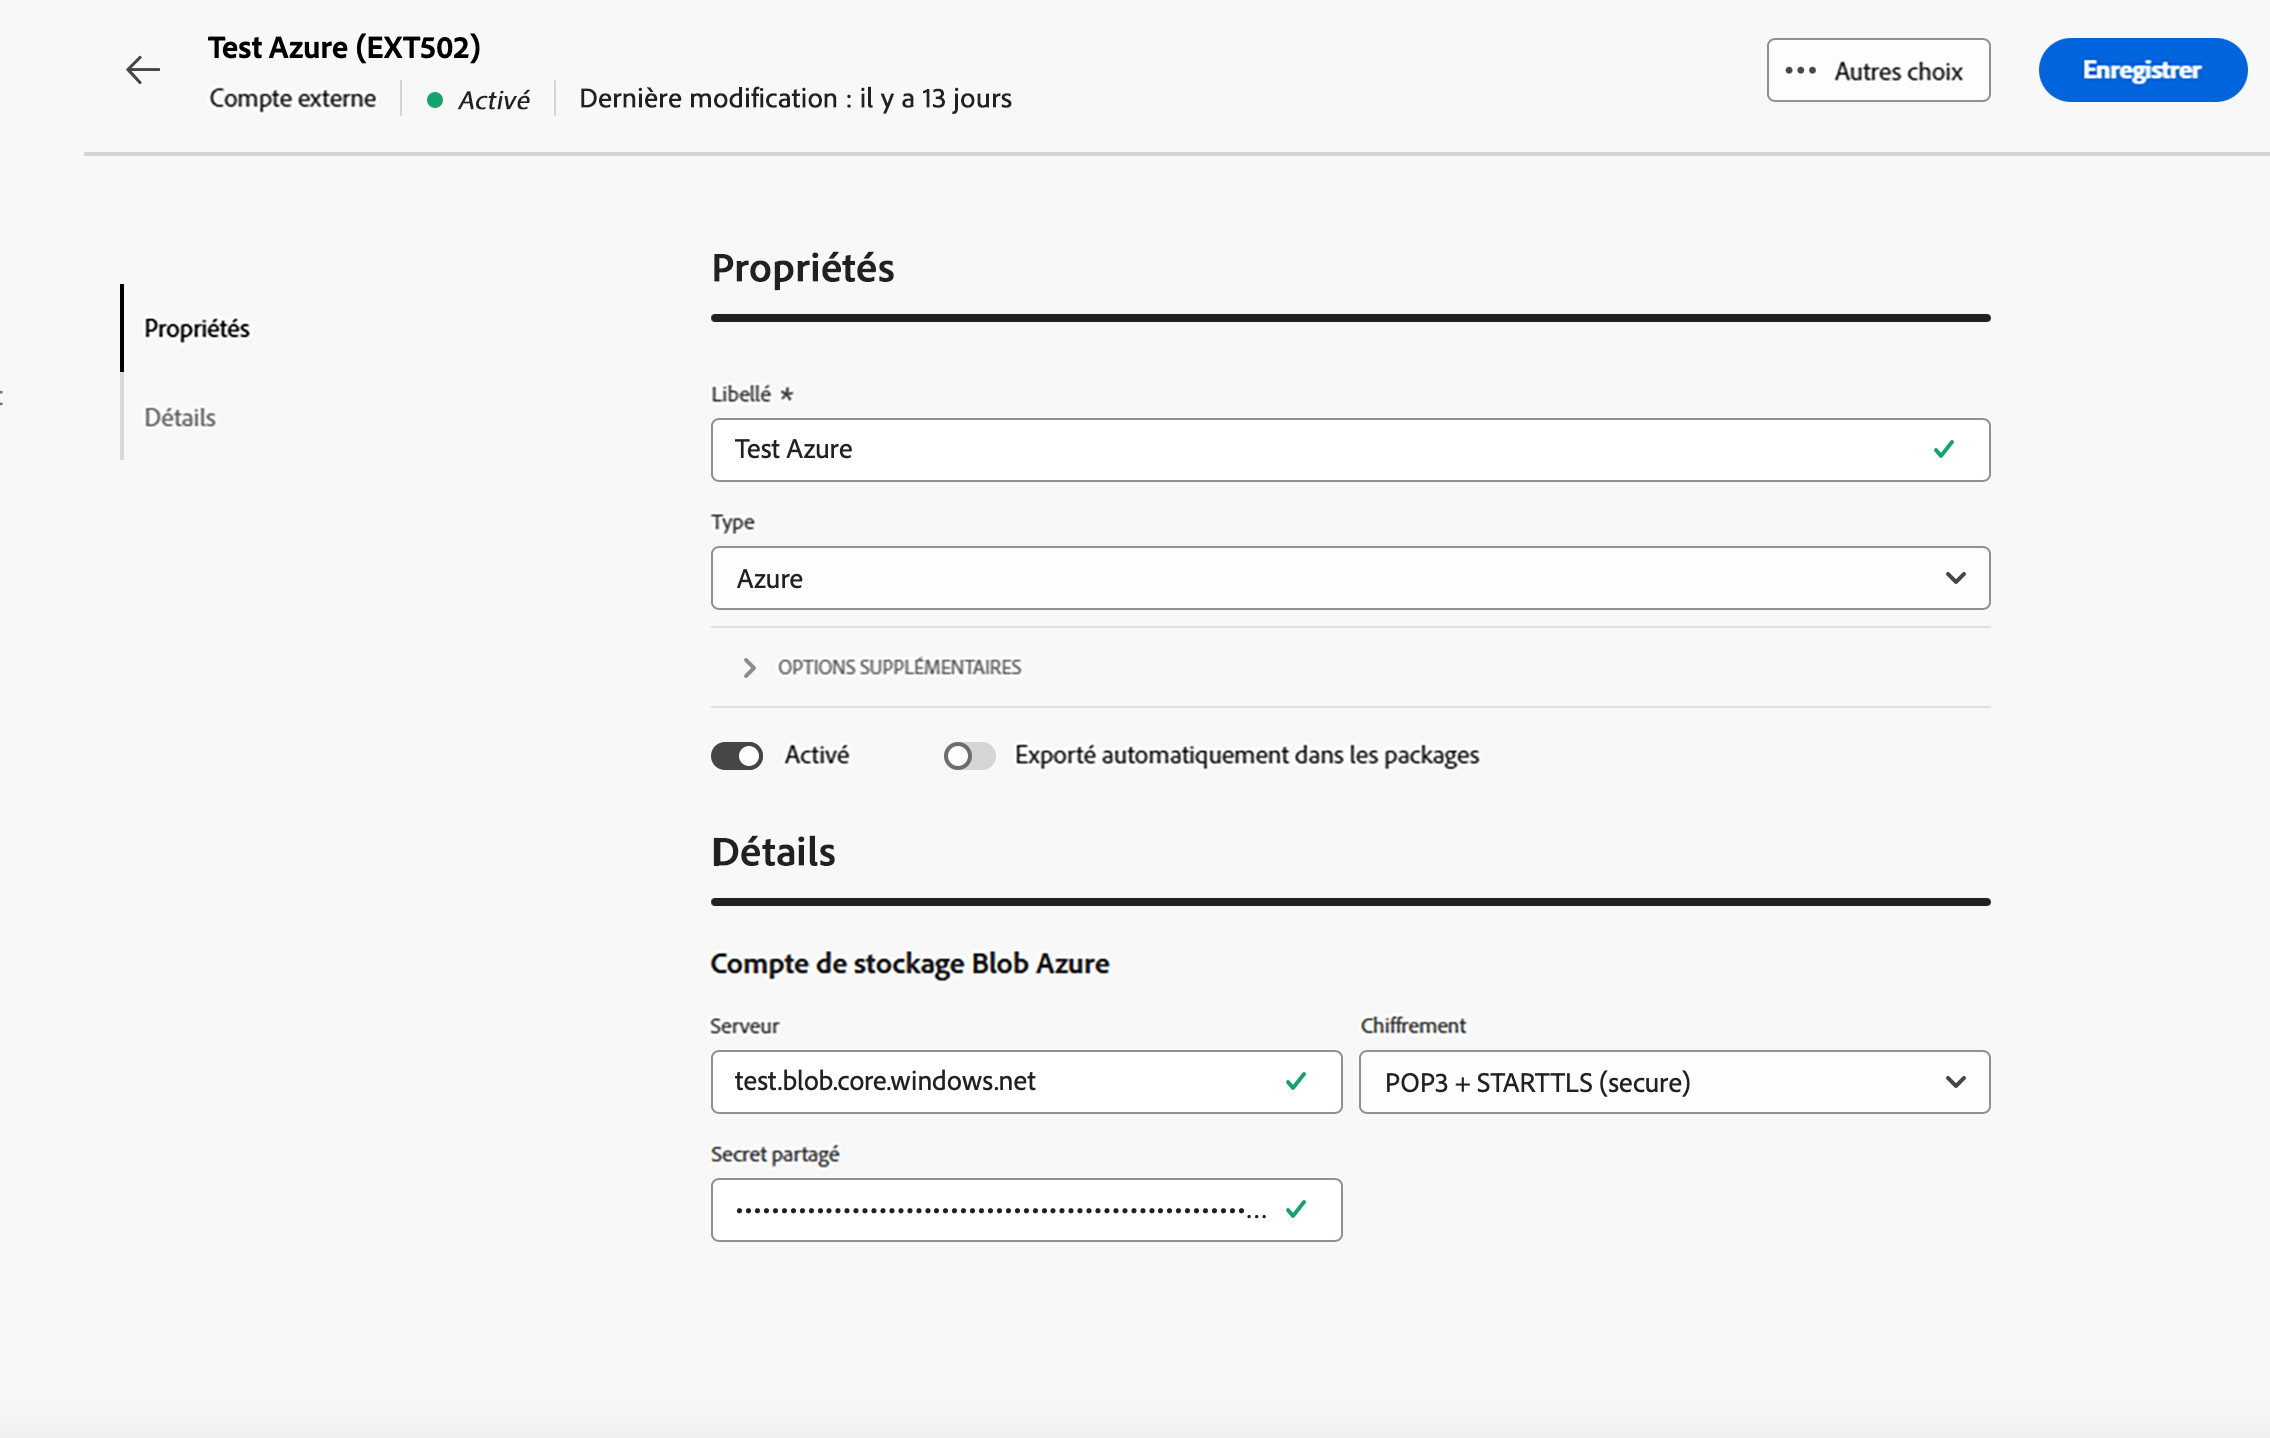 Test Azure (EXT502)
Compte externe
Activé
Dernière modification : il y a 13 jours
Autres choix
Enregistrer
Propriétés
Détails
Propriétés
Libellé *
Test Azure
Type
Azure
OPTIONS SUPPLÉMENTAIRES
Activé
Exporté automatiquement dans les packages
Détails
Compte de stockage Blob Azure
Serveur
Chiffrement
test.blob.core.windows.net
POP3 + STARTTLS (secure)
Secret partagé